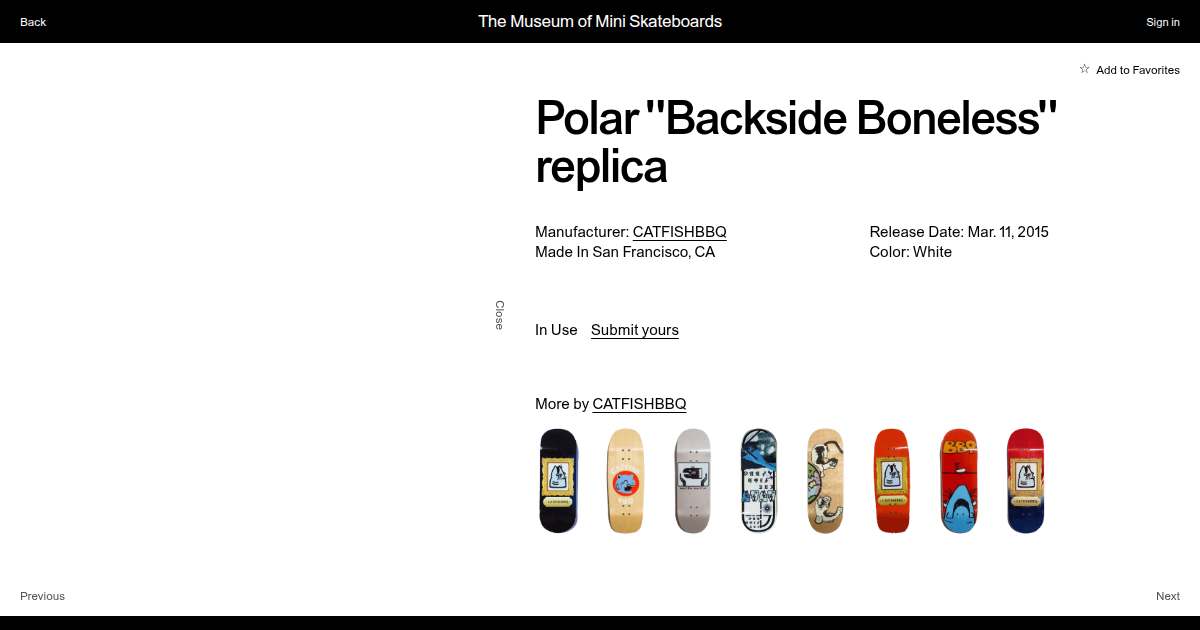 Back
The Museum of Mini Skateboards
Sign in
☆ Add to Favorites
Polar "Backside Boneless"
replica
Manufacturer: CATFISHBBQ
Made In San Francisco, CA
Release Date: Mar. 11, 2015
Color: White
Close
In Use Submit yours
More by CATFISHBBQ
BBQ
Previous
Next